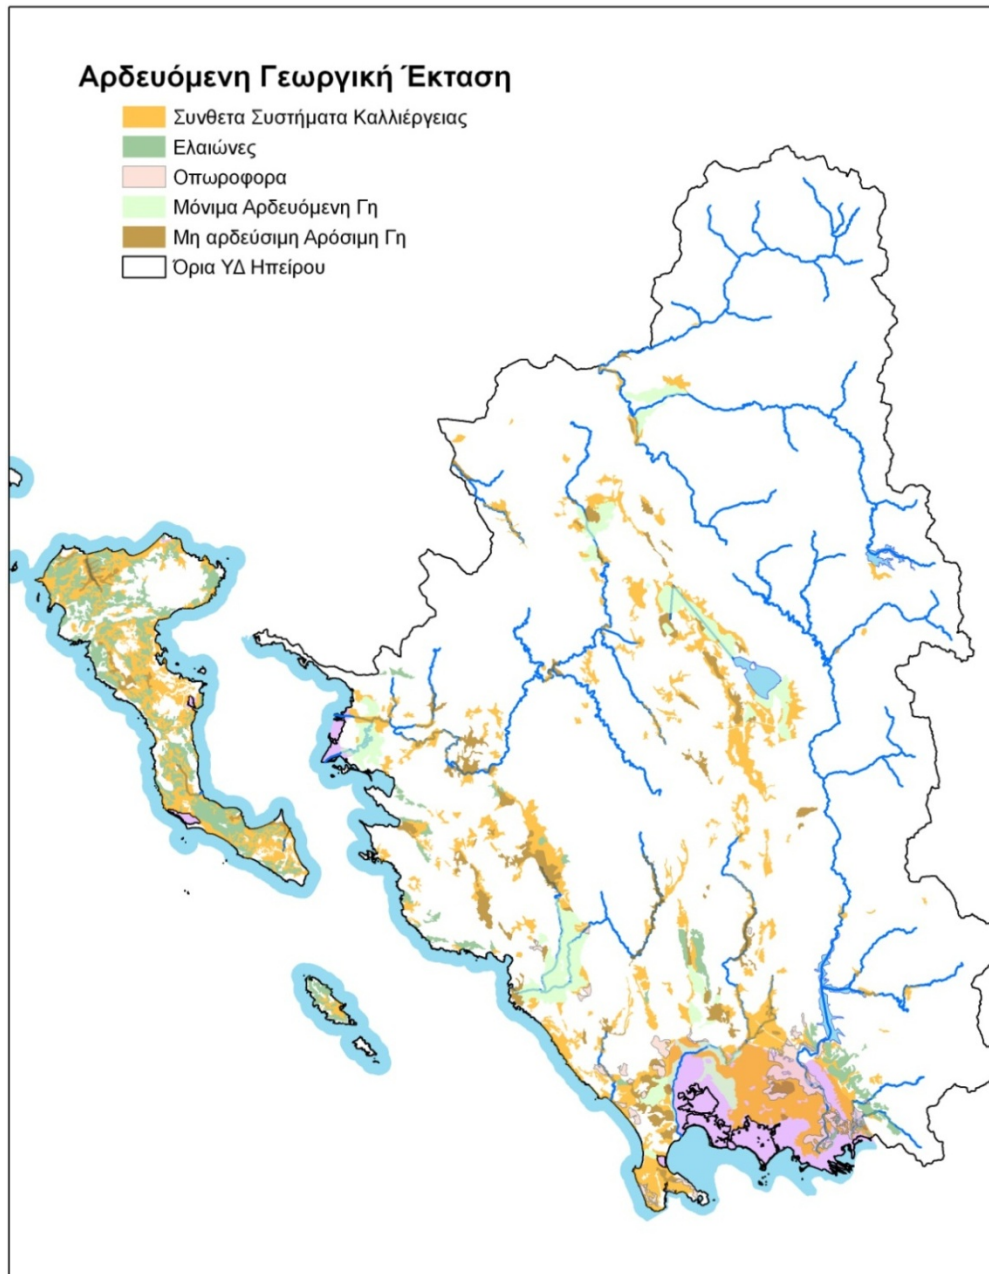 Αρδευόμενη Γεωργική Έκταση
Συνθετα Συστήματα Καλλιέργειας
Ελαιώνες
Οπωροφορα
Μόνιμα Αρδευόμενη Γη
Μη αρδεύσιμη Αρόσιμη Γη
Όρια ΥΔ Ηπείρου